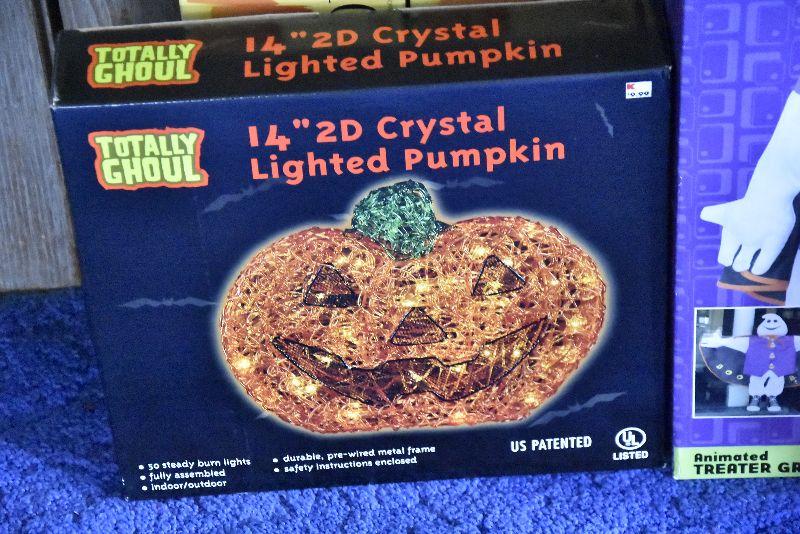 TOTALLY
GHOUL
14" 2D Crystal
Lighted Pumpkin
K
TOTALLY
GHOUL
14" 2D Crystal
Lighted Pumpkin
• 50 steady burn lights
• fully assembled
• indoor/outdoor
• durable, pre-wired metal frame
• safety instructions enclosed
US PATENTED
UL
LISTED
Animated
TREATER GR